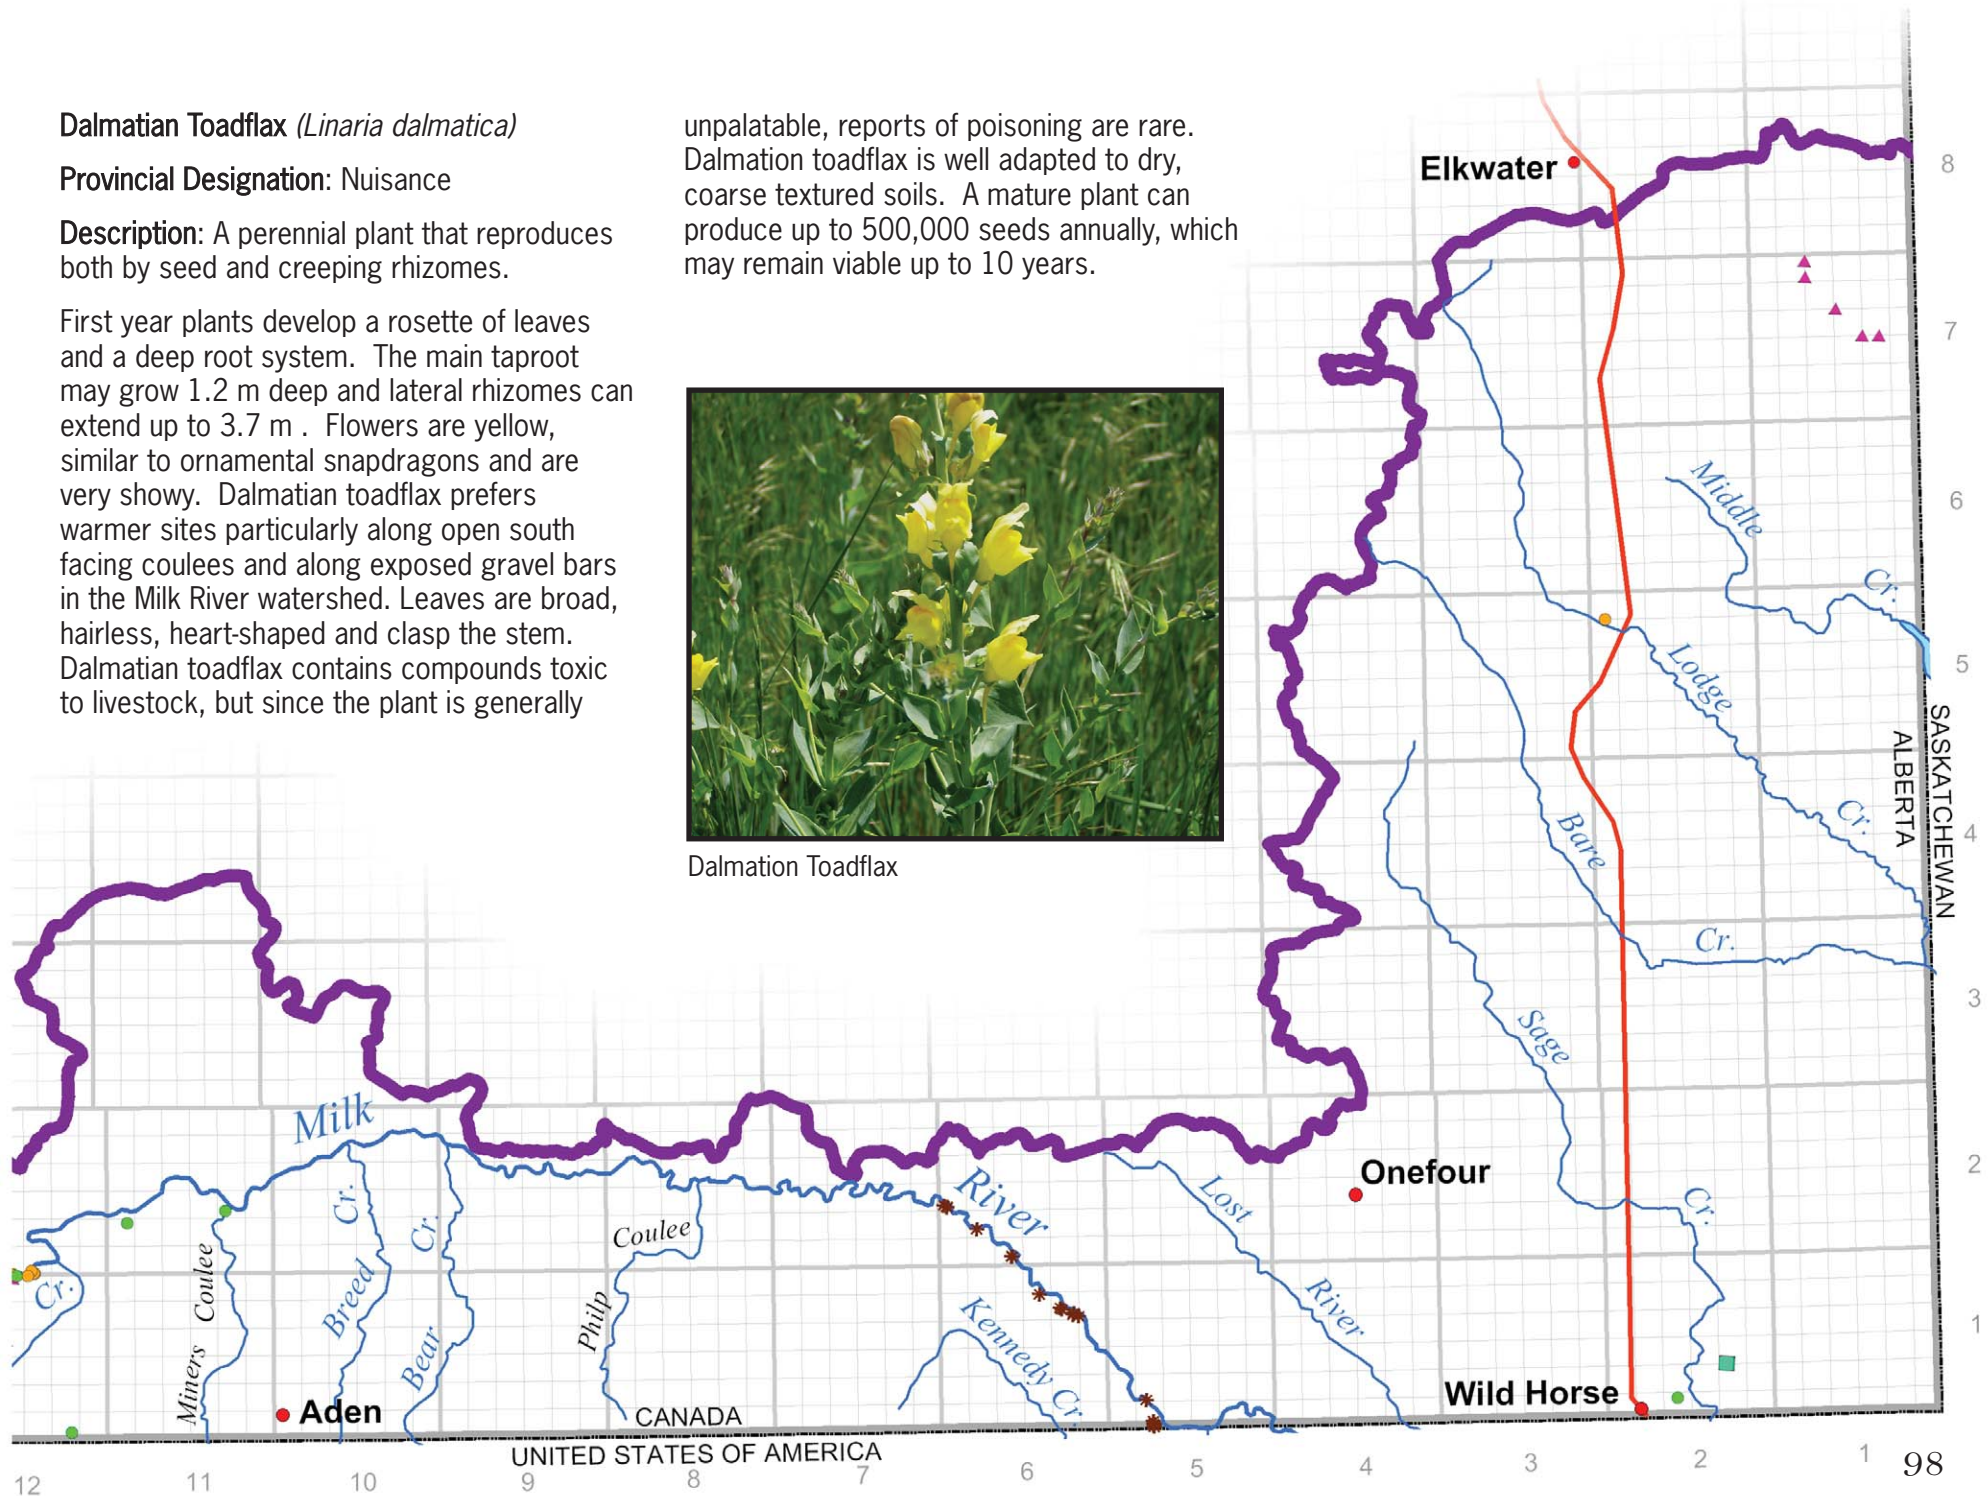 Dalmatian Toadflax (Linaria dalmatica)
Provincial Designation: Nuisance
Description: A perennial plant that reproduces
both by seed and creeping rhizomes.
First year plants develop a rosette of leaves
and a deep root system.  The main taproot
may grow 1.2 m deep and lateral rhizomes can
extend up to 3.7 m .  Flowers are yellow,
similar to ornamental snapdragons and are
very showy.  Dalmatian toadflax prefers
warmer sites particularly along open south
facing coulees and along exposed gravel bars
in the Milk River watershed. Leaves are broad,
hairless, heart-shaped and clasp the stem.
Dalmatian toadflax contains compounds toxic
to livestock, but since the plant is generally
unpalatable, reports of poisoning are rare.
Dalmation toadflax is well adapted to dry,
coarse textured soils.  A mature plant can
produce up to 500,000 seeds annually, which
may remain viable up to 10 years.
Dalmation Toadflax
Elkwater
8
7
6
Middle
Cr.
5
Lodge
Cr.
SASKATCHEWAN
ALBERTA
4
Bare
Cr.
3
Sage
Cr.
2
Onefour
Milk
River
Lost
River
Cr.
Miners Coulee
Breed Cr.
Bear Cr.
Philp
Coulee
Kennedy Cr.
1
Wild Horse
Aden
CANADA
UNITED STATES OF AMERICA
12
11
10
9
8
7
6
5
4
3
2
1
98